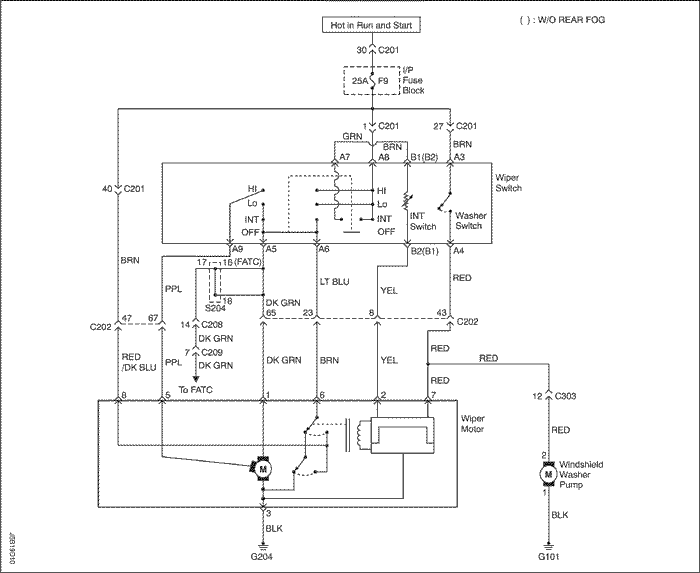 Hot in Run and Start
( ) : W/O REAR FOG
30 C201
I/P
Fuse
Block
25A F9
1 C201
27 C201
GRN
BRN
BRN
A7 A8 B1(B2) A3
Wiper
Switch
40 C201
HI
Lo
INT
OFF
HI
Lo
INT
OFF
INT
Switch
Washer
Switch
A9 A5 A6 B2(B1) A4
BRN
PPL
17 16 (FATC)
18
S204
LT BLU
YEL
RED
DK GRN
C202 47 67 65 23 8 43 C202
14 C208
DK GRN
7 C209
DK GRN
To FATC
RED
/DK BLU
PPL
DK GRN
BRN
YEL
RED
RED
RED
8 5 1 6 2 7
Wiper
Motor
12 C303
RED
M
2
M
1
Windshield
Washer
Pump
3
BLK
BLK
G204
G101
J5B19G10